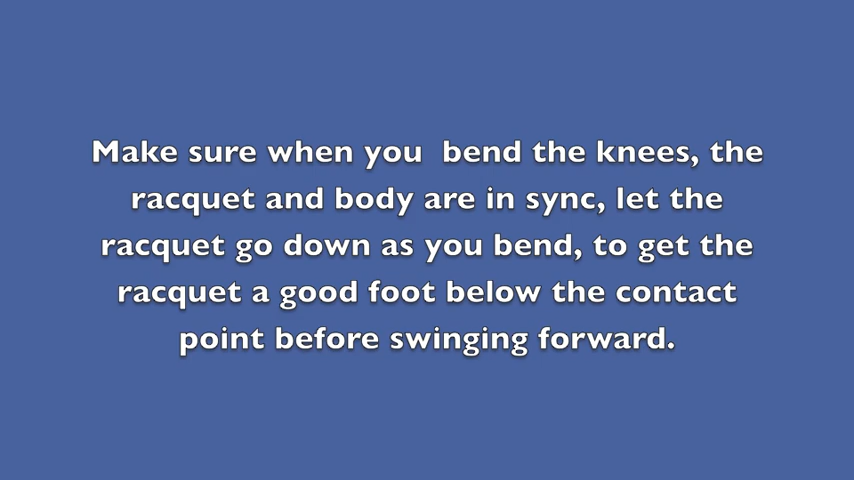 Make sure when you  bend the knees, the
racquet and body are in sync, let the
racquet go down as you bend, to get the
racquet a good foot below the contact
point before swinging forward.